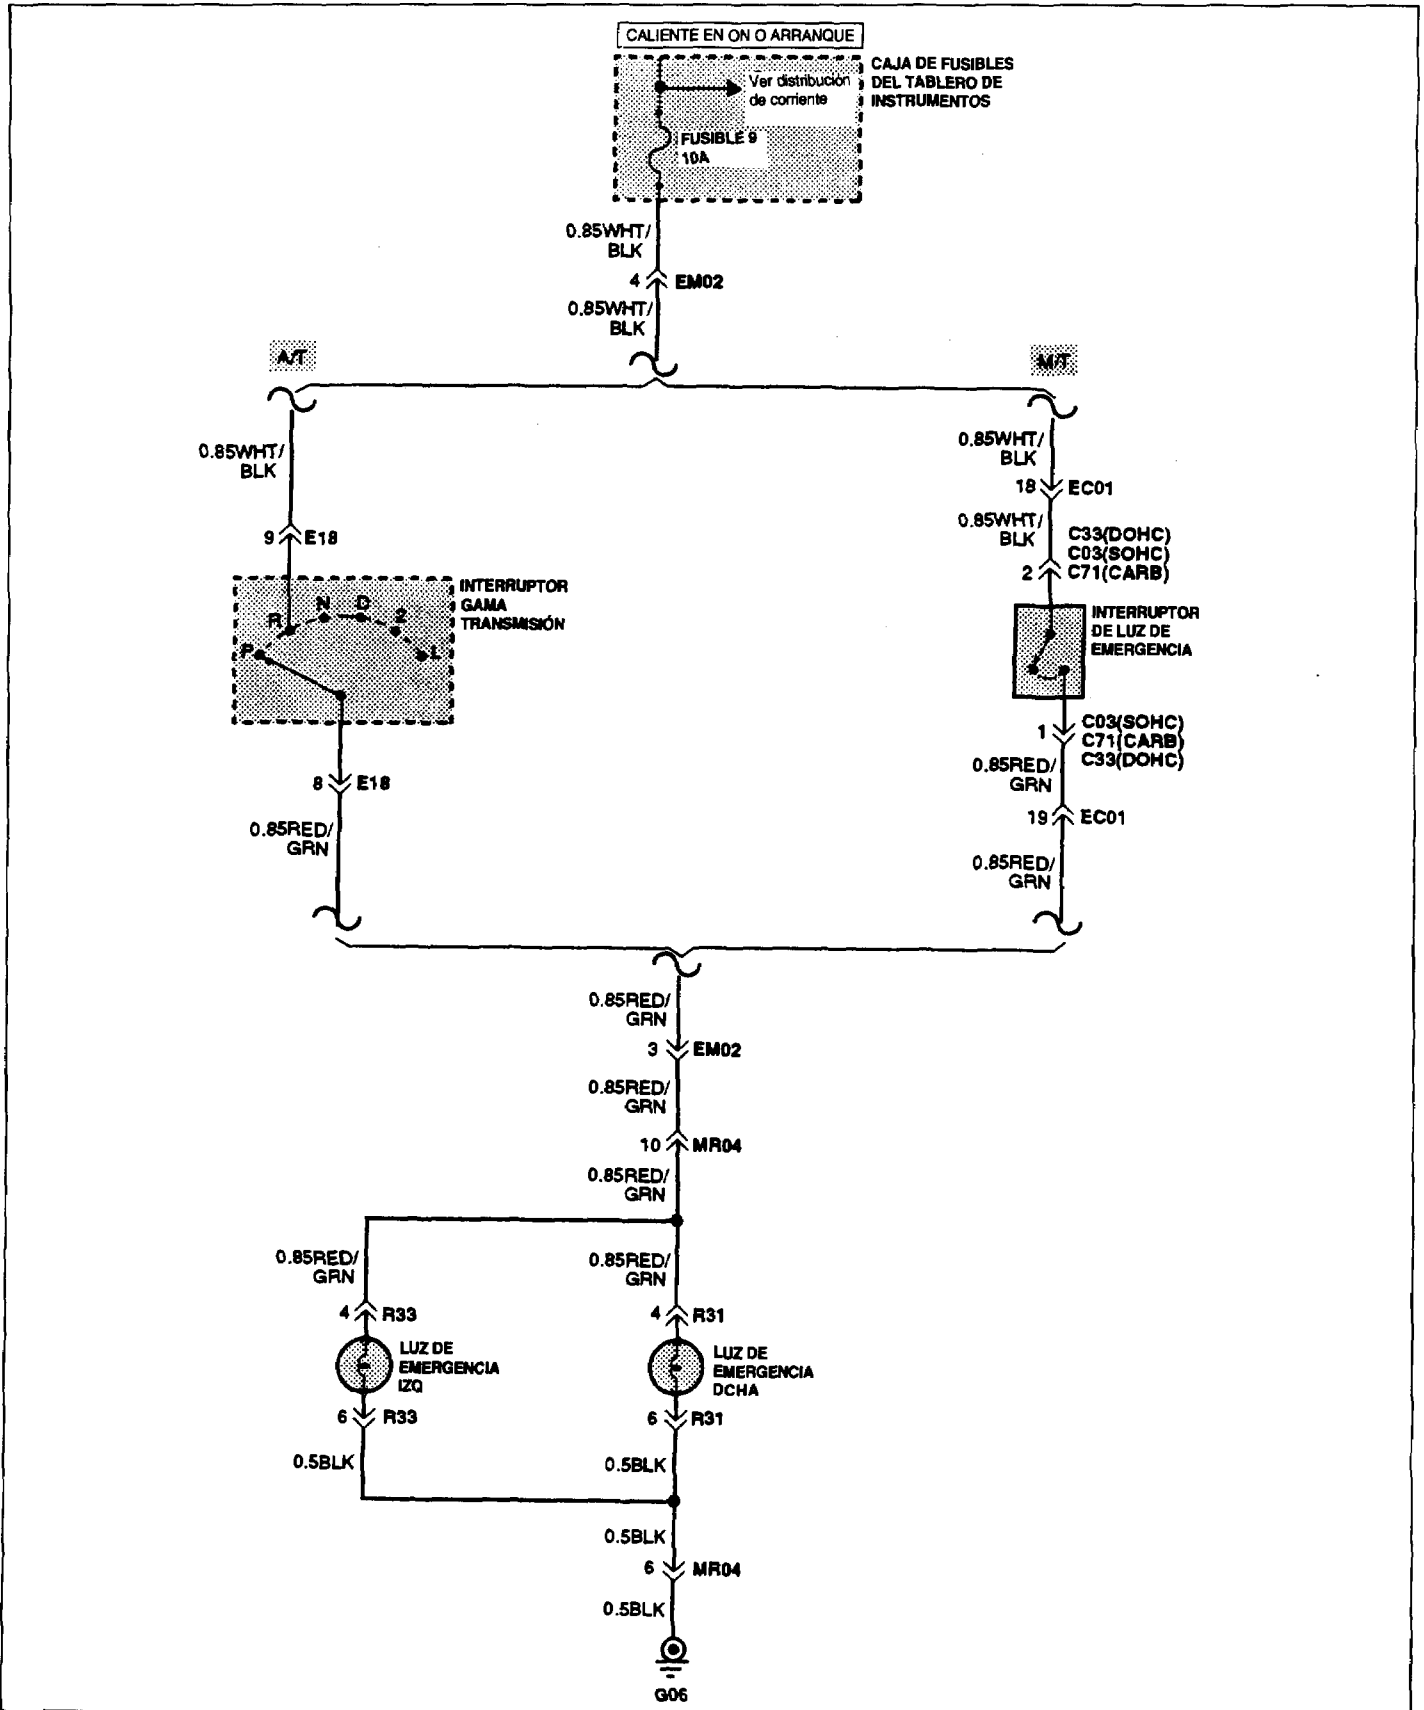 CALIENTE EN ON O ARRANQUE
CAJA DE FUSIBLES
DEL TABLERO DE
INSTRUMENTOS
Ver distribución
de corriente
FUSIBLE 9
10A
0.85WHT/
BLK
4 EM02
0.85WHT/
BLK
A/T
M/T
0.85WHT/
BLK
9 E18
INTERRUPTOR
GAMA
TRANSMISIÓN
P R N D 2 L
8 E18
0.85RED/
GRN
0.85WHT/
BLK
18 EC01
0.85WHT/
BLK
C33(DOHC)
C03(SOHC)
2 C71(CARB)
INTERRUPTOR
DE LUZ DE
EMERGENCIA
1 C03(SOHC)
C71(CARB)
C33(DOHC)
0.85RED/
GRN
19 EC01
0.85RED/
GRN
0.85RED/
GRN
3 EM02
0.85RED/
GRN
10 MR04
0.85RED/
GRN
0.85RED/
GRN
0.85RED/
GRN
4 R33
4 R31
LUZ DE
EMERGENCIA
IZQ
LUZ DE
EMERGENCIA
DCHA
6 R33
6 R31
0.5BLK
0.5BLK
0.5BLK
6 MR04
0.5BLK
G06